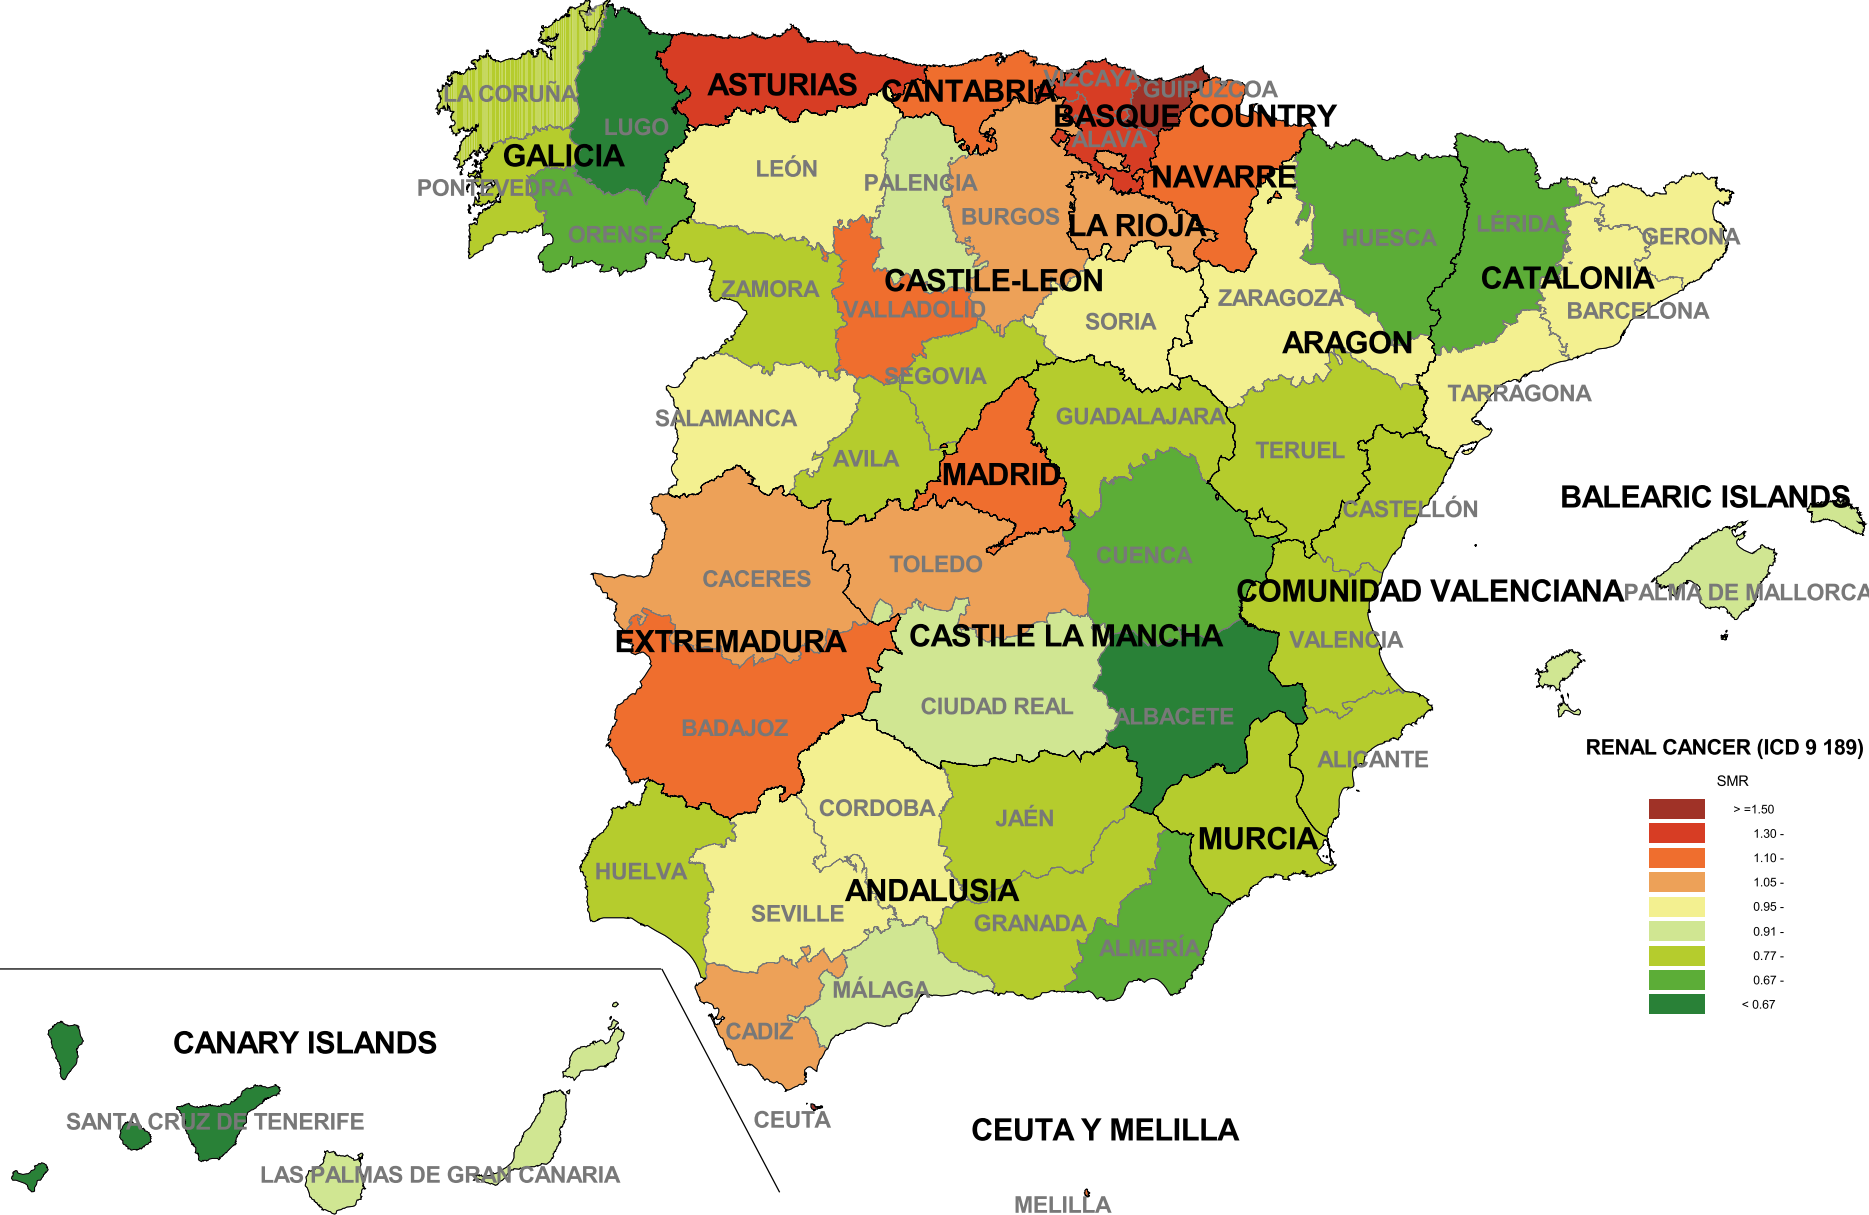 VIZCAYA
GUIPUZCOA
ASTURIAS
CANTABRIA
LA CORUÑA
BASQUE COUNTRY
LUGO
ALAVA
GALICIA
LEÓN
PALENCIA
NAVARRE
PONTEVEDRA
BURGOS
LA RIOJA
LÉRIDA
ORENSE
HUESCA
GERONA
CASTILE-LEON
CATALONIA
ZAMORA
ZARAGOZA
VALLADOLID
SORIA
BARCELONA
ARAGON
SEGOVIA
TARRAGONA
SALAMANCA
GUADALAJARA
AVILA
TERUEL
MADRID
BALEARIC ISLANDS
CASTELLÓN
CUENCA
TOLEDO
CACERES
COMUNIDAD VALENCIANA
PALMA DE MALLORCA
EXTREMADURA
CASTILE LA MANCHA
VALENCIA
CIUDAD REAL
ALBACETE
BADAJOZ
ALICANTE
RENAL CANCER (ICD 9 189)
SMR
> =1.50
1.30 -
1.10 -
1.05 -
0.95 -
0.91 -
0.77 -
0.67 -
< 0.67
CORDOBA
JAÉN
MURCIA
HUELVA
ANDALUSIA
SEVILLE
GRANADA
ALMERÍA
MÁLAGA
CADIZ
CANARY ISLANDS
SANTA CRUZ DE TENERIFE
CEUTA
CEUTA Y MELILLA
LAS PALMAS DE GRAN CANARIA
MELILLA